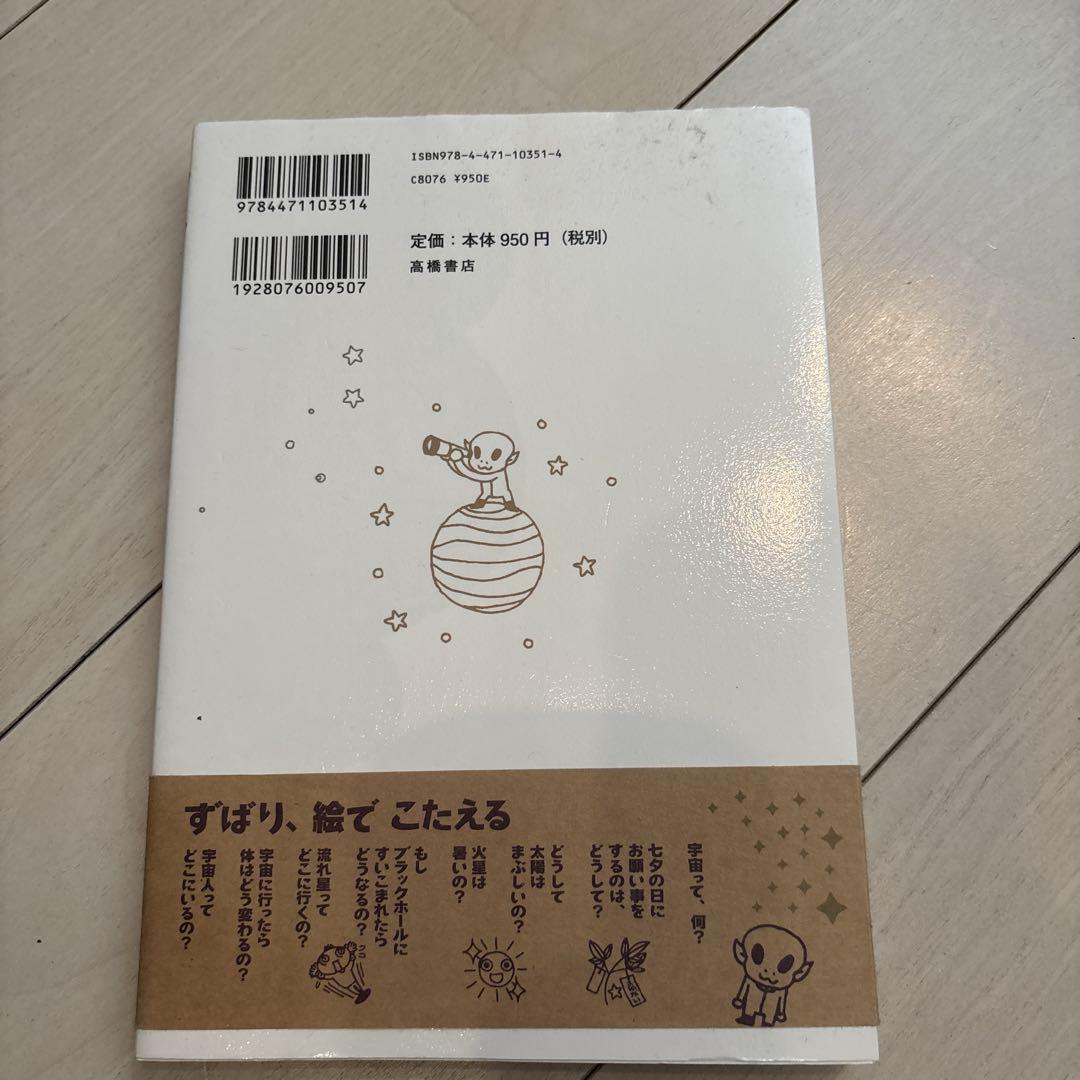 ISBN978-4-471-10351-4
C8076 ¥950E
9784471103514
定価：本体950円（税別）
高橋書店
1928076009507
ずばり、絵で こたえる
宇宙って、何？
七夕の日に
お願い事を
するのは、
どうして？
どうして
太陽は
まぶしいの？
火星は
暑いの？
もし
ブラックホールに
すいこまれたら
どうなるの？
流れ星って
どこに行くの？
宇宙に行ったら
体はどう変わるの？
宇宙人って
どこにいるの？